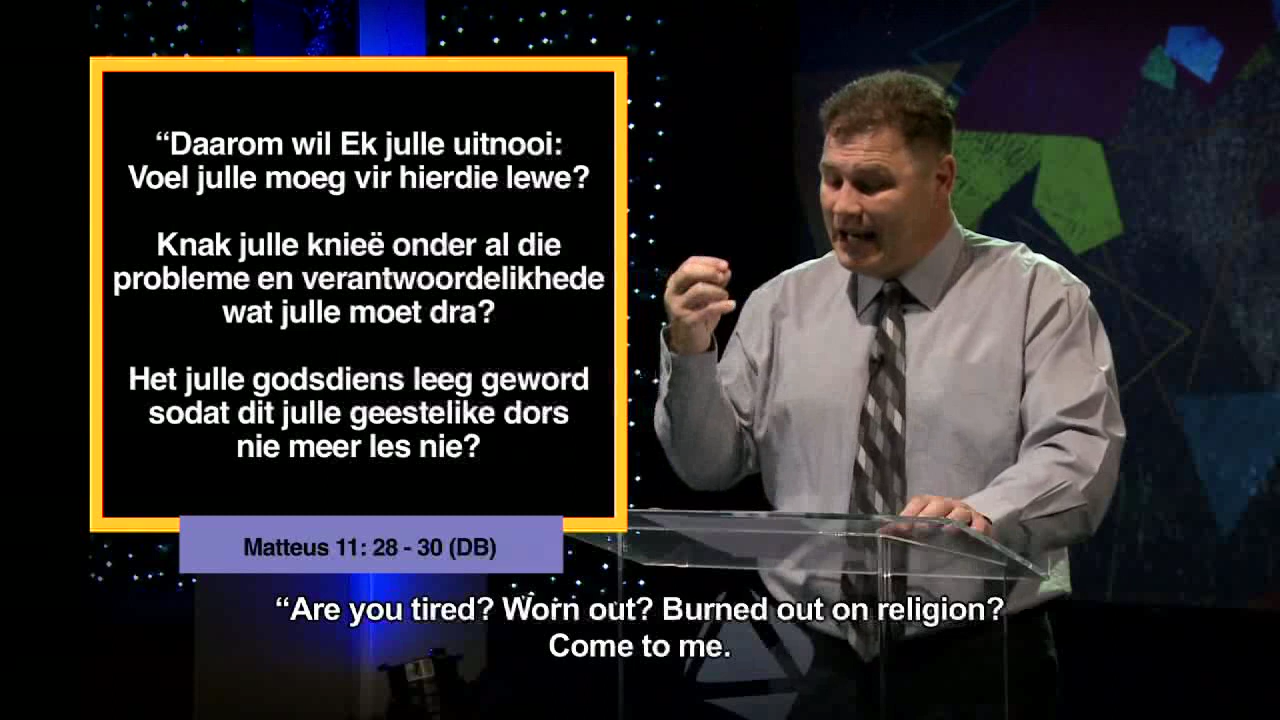 “Daarom wil Ek julle uitnooi:
Voel julle moeg vir hierdie lewe?
Knak julle knieë onder al die
probleme en verantwoordelikhede
wat julle moet dra?
Het julle godsdiens leeg geword
sodat dit julle geestelike dors
nie meer les nie?
Matteus 11: 28 - 30 (DB)
“Are you tired? Worn out? Burned out on religion?
Come to me.